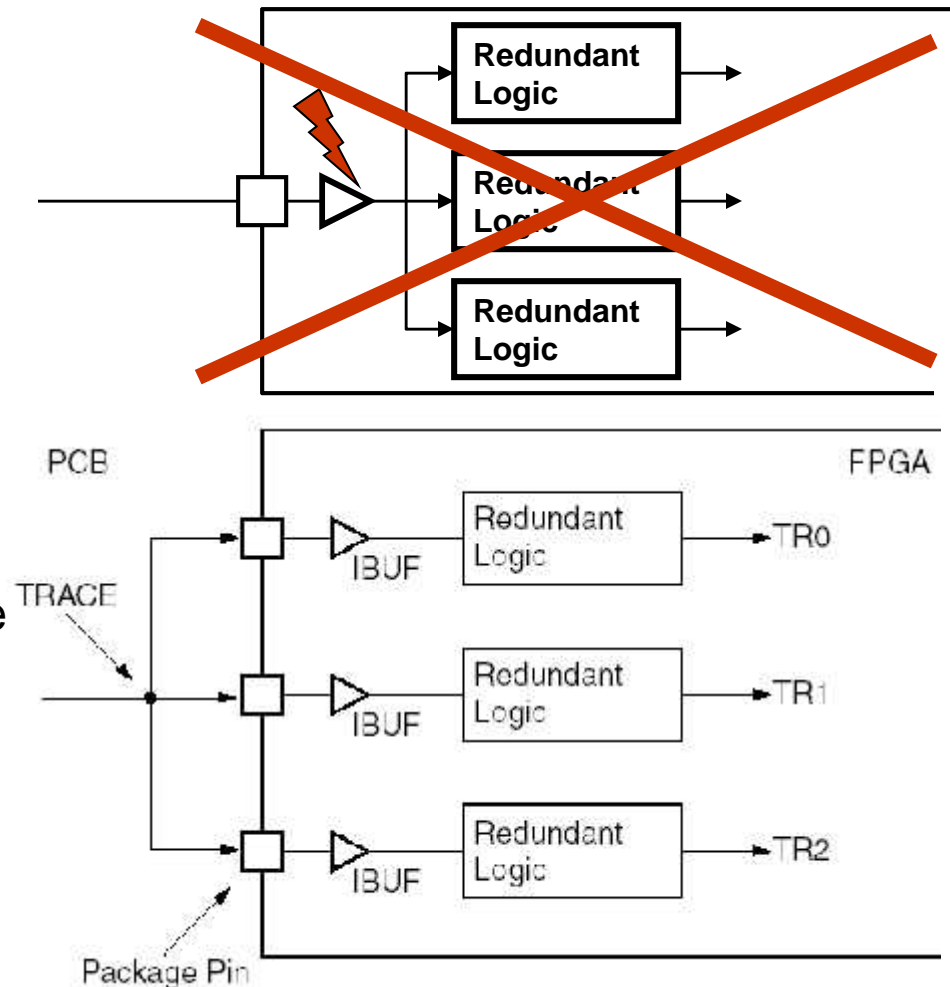 Redundant
Logic
Redundant
Logic
Redundant
Logic
PCB
FPGA
Redundant
Logic
TR0
IBUF
TRACE
e
Redundant
Logic
TR1
IBUF
Redundant
Logic
TR2
IBUF
Package Pin